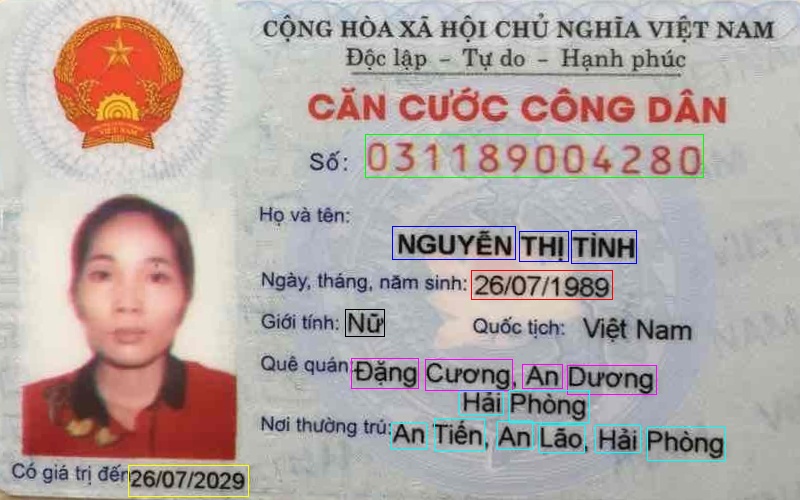 CỘNG HÒA XÃ HỘI CHỦ NGHĨA VIỆT NAM
Độc lập – Tự do – Hạnh phúc
CĂN CƯỚC CÔNG DÂN
Số: 031189004280
Họ và tên:
NGUYỄN THỊ TÌNH
Ngày, tháng, năm sinh: 26/07/1989
Giới tính: Nữ Quốc tịch: Việt Nam
Quê quán: Đặng Cương, An Dương
Hải Phòng
Nơi thường trú: An Tiến, An Lão, Hải Phòng
Có giá trị đến 26/07/2029
VIỆT NAM